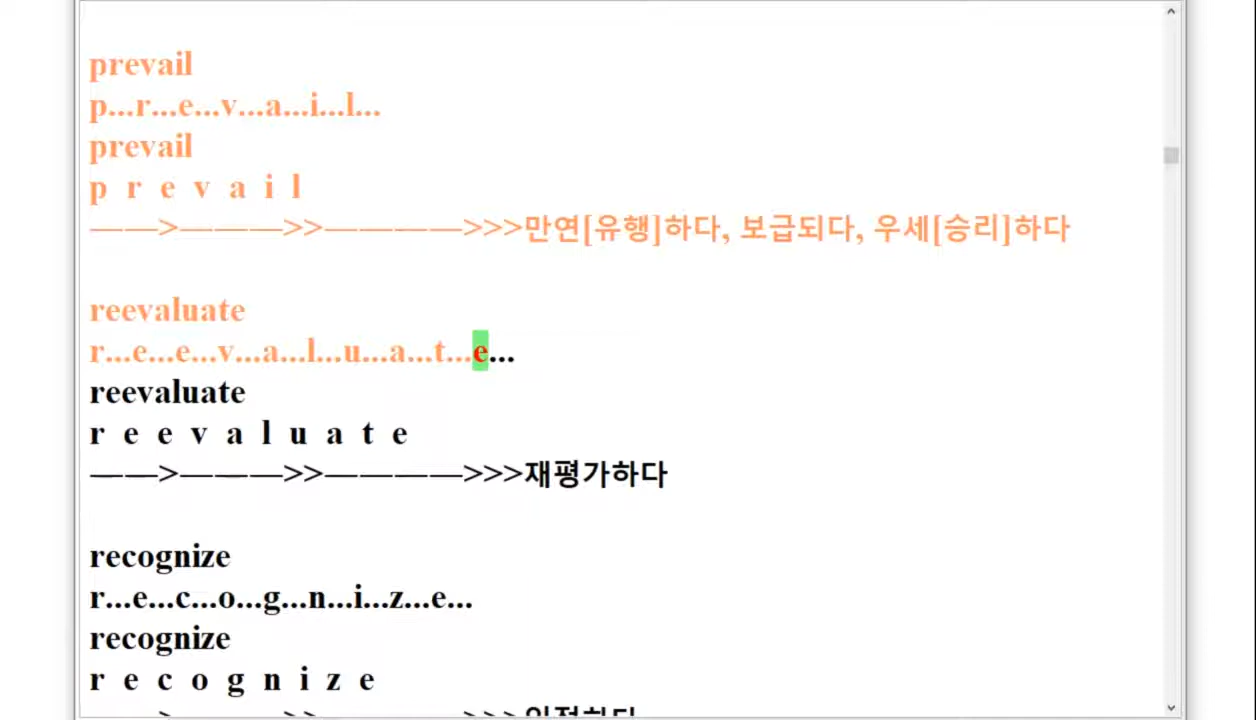 prevail
p...r...e...v...a...i...l...
prevail
p r e v a i l
——>———>>————>>>만연[유행]하다, 보급되다, 우세[승리]하다
reevaluate
r...e...e...v...a...l...u...a...t...e...
reevaluate
r e e v a l u a t e
——>———>>————>>>재평가하다
recognize
r...e...c...o...g...n...i...z...e...
recognize
r e c o g n i z e